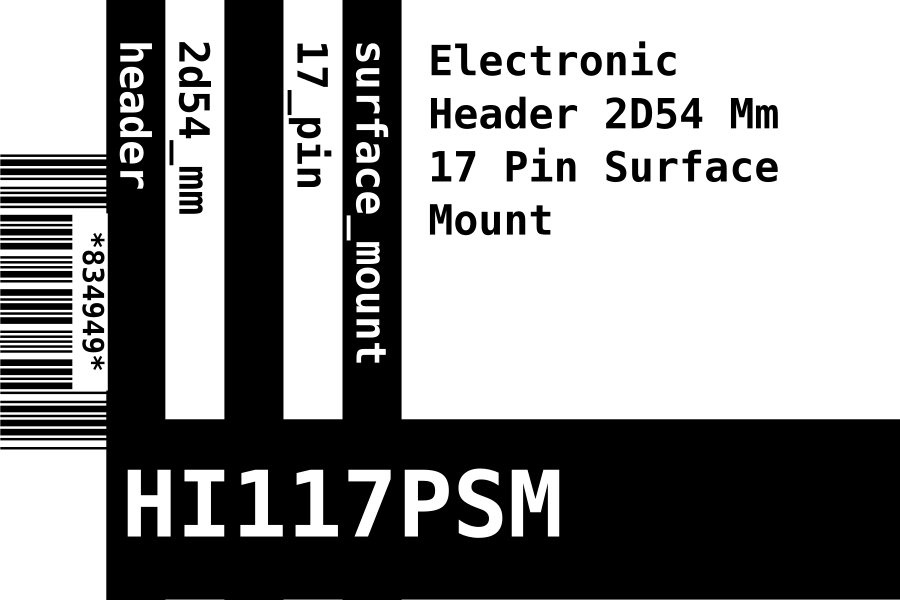 *834949*
header
2d54_mm
17_pin
surface_mount
Electronic
Header 2D54 Mm
17 Pin Surface
Mount
HI117PSM